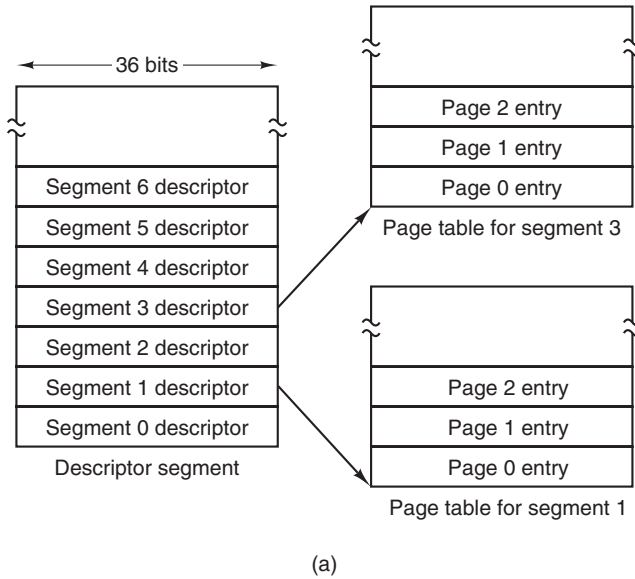 36 bits
Segment 6 descriptor
Segment 5 descriptor
Segment 4 descriptor
Segment 3 descriptor
Segment 2 descriptor
Segment 1 descriptor
Segment 0 descriptor
Descriptor segment
Page 2 entry
Page 1 entry
Page 0 entry
Page table for segment 3
Page 2 entry
Page 1 entry
Page 0 entry
Page table for segment 1
(a)